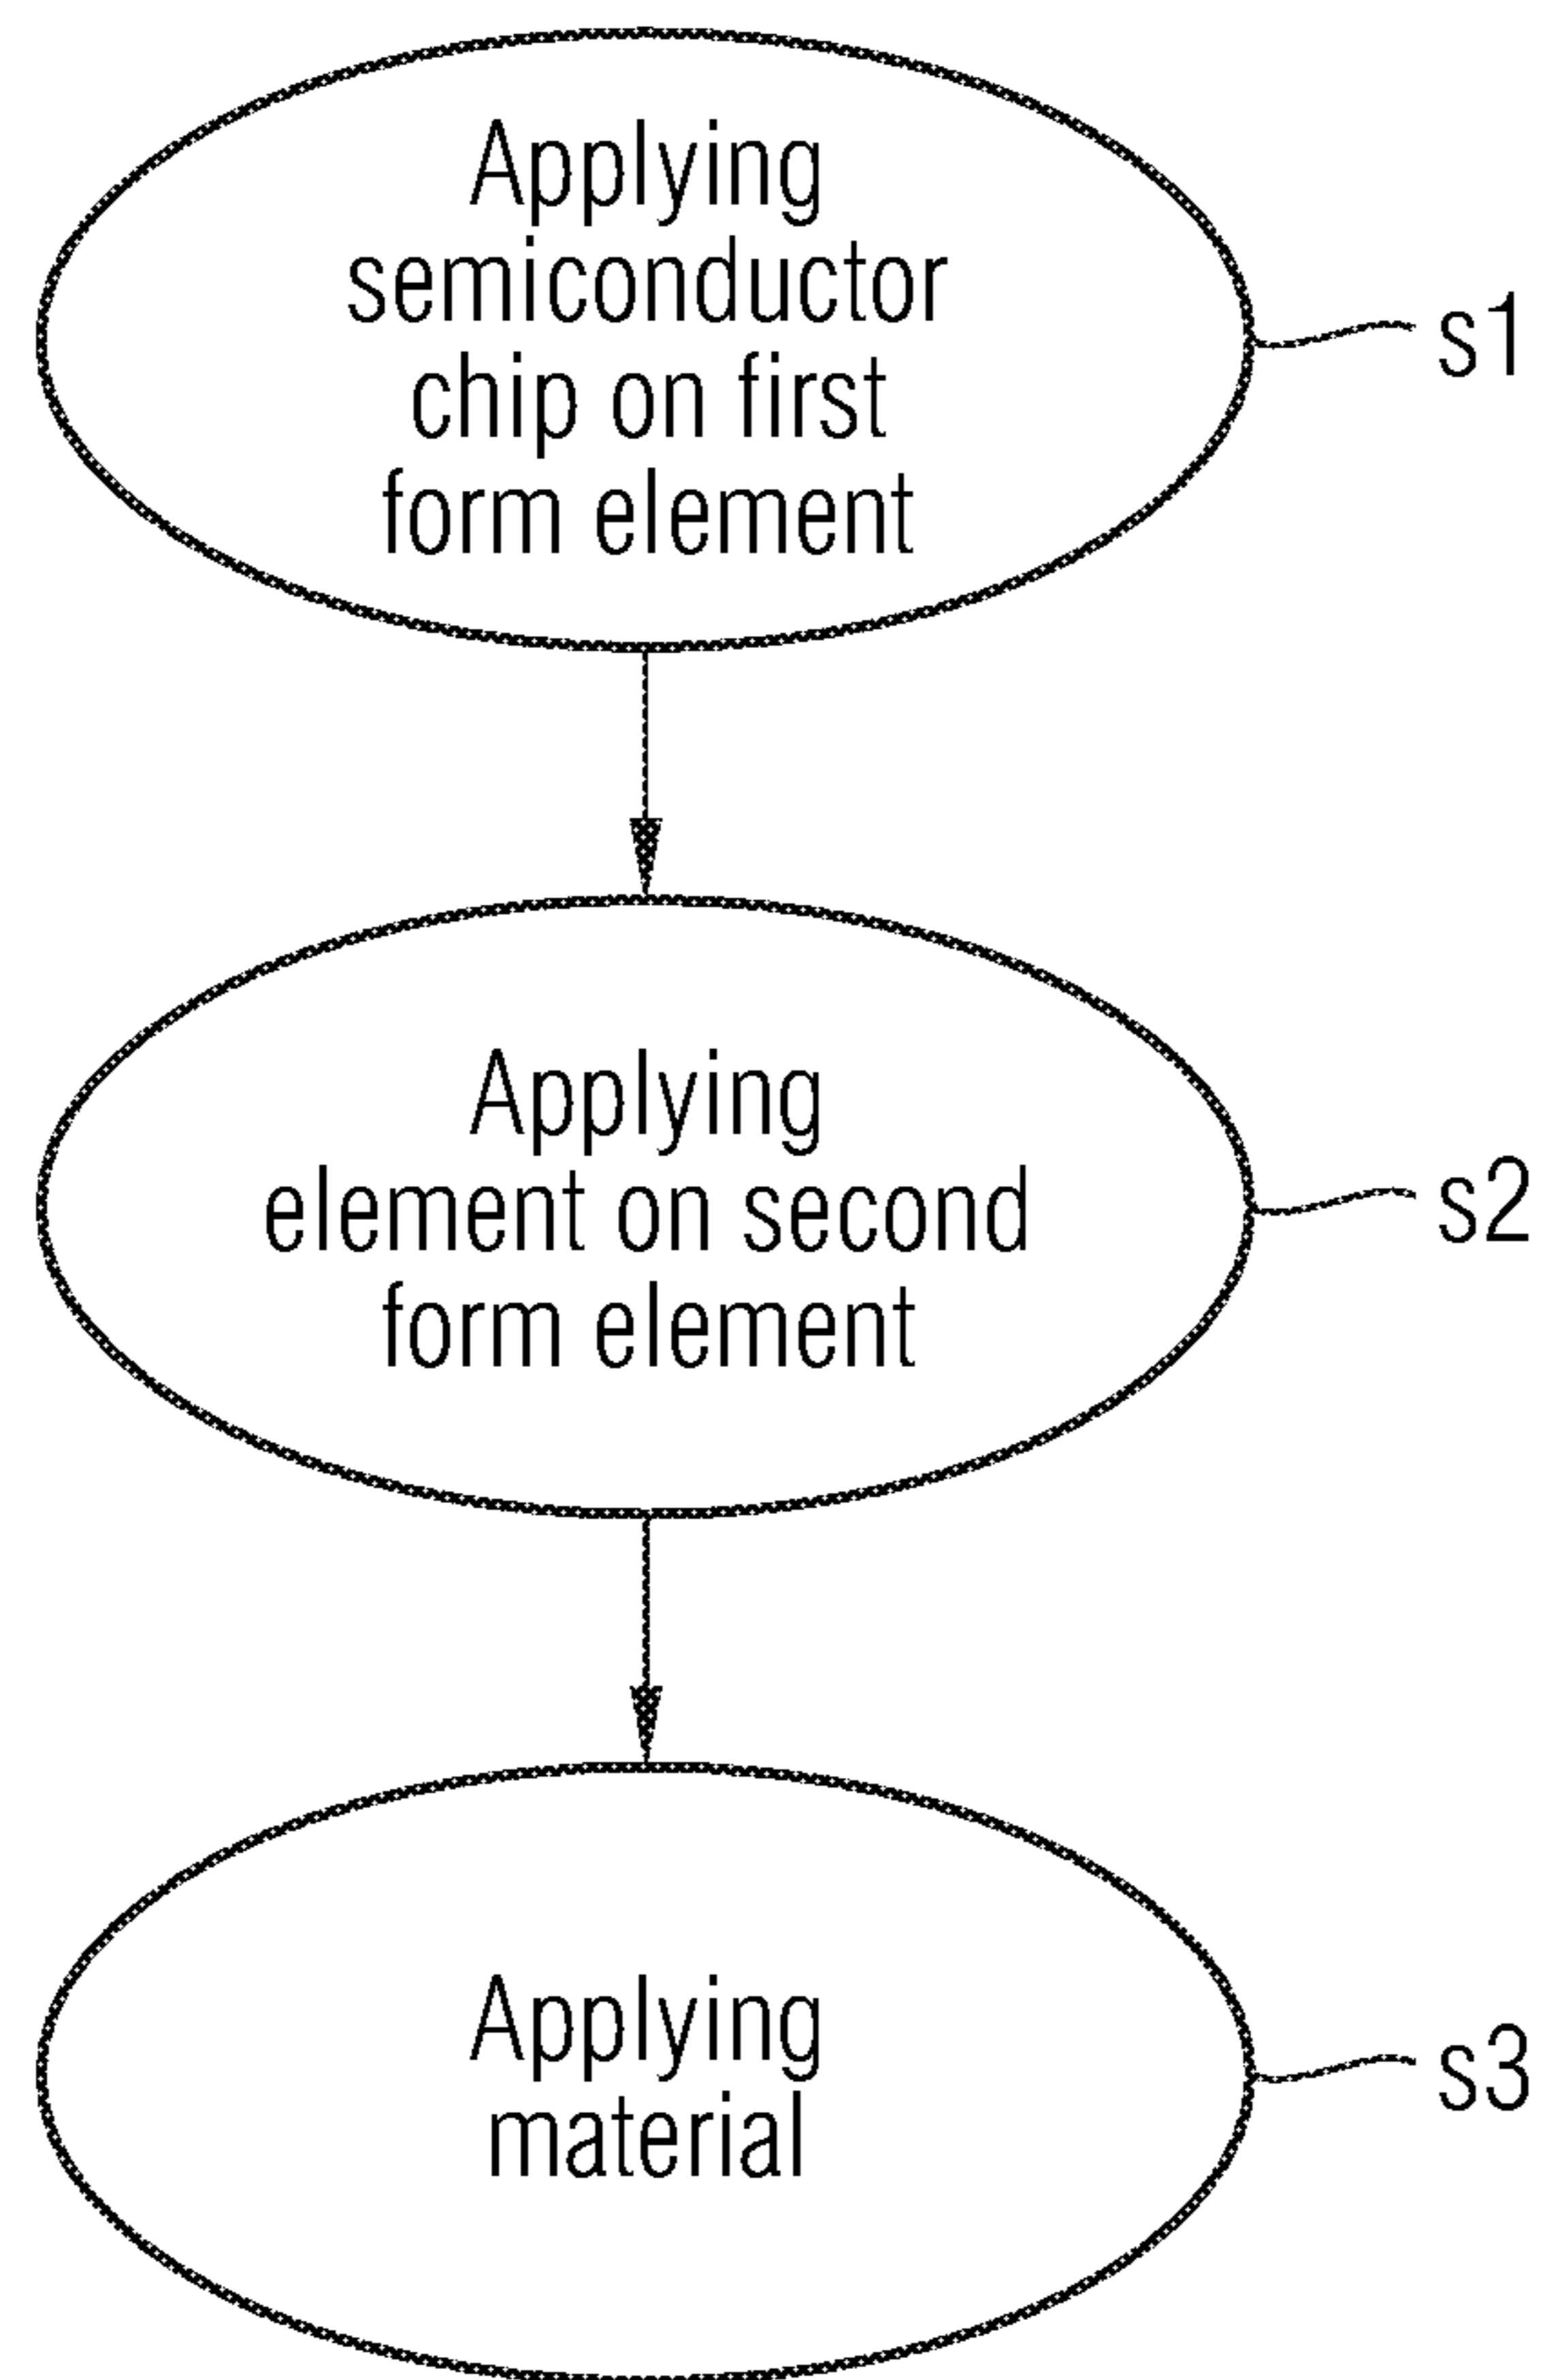 Applying
semiconductor
chip on first
form element
s1
Applying
element on second
form element
s2
Applying
material
s3